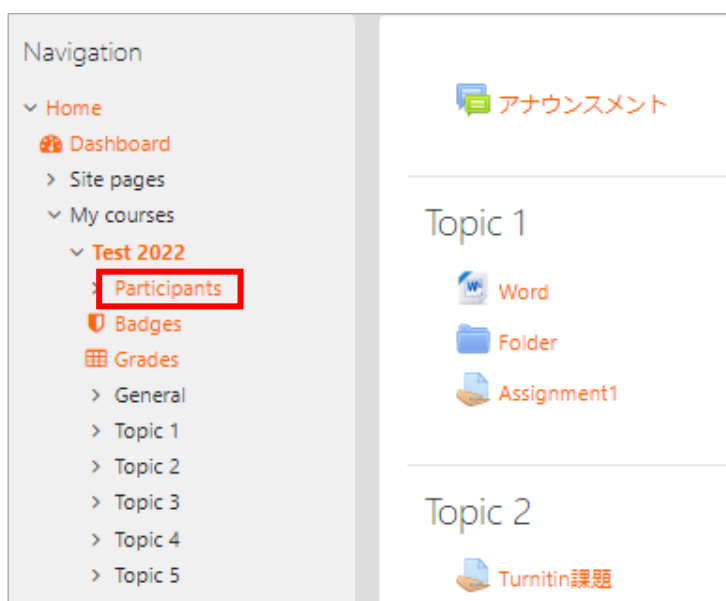 Navigation
Home
Dashboard
Site pages
My courses
Test 2022
Participants
Badges
Grades
General
Topic 1
Topic 2
Topic 3
Topic 4
Topic 5
アナウンスメント
Topic 1
Word
Folder
Assignment1
Topic 2
Turnitin課題